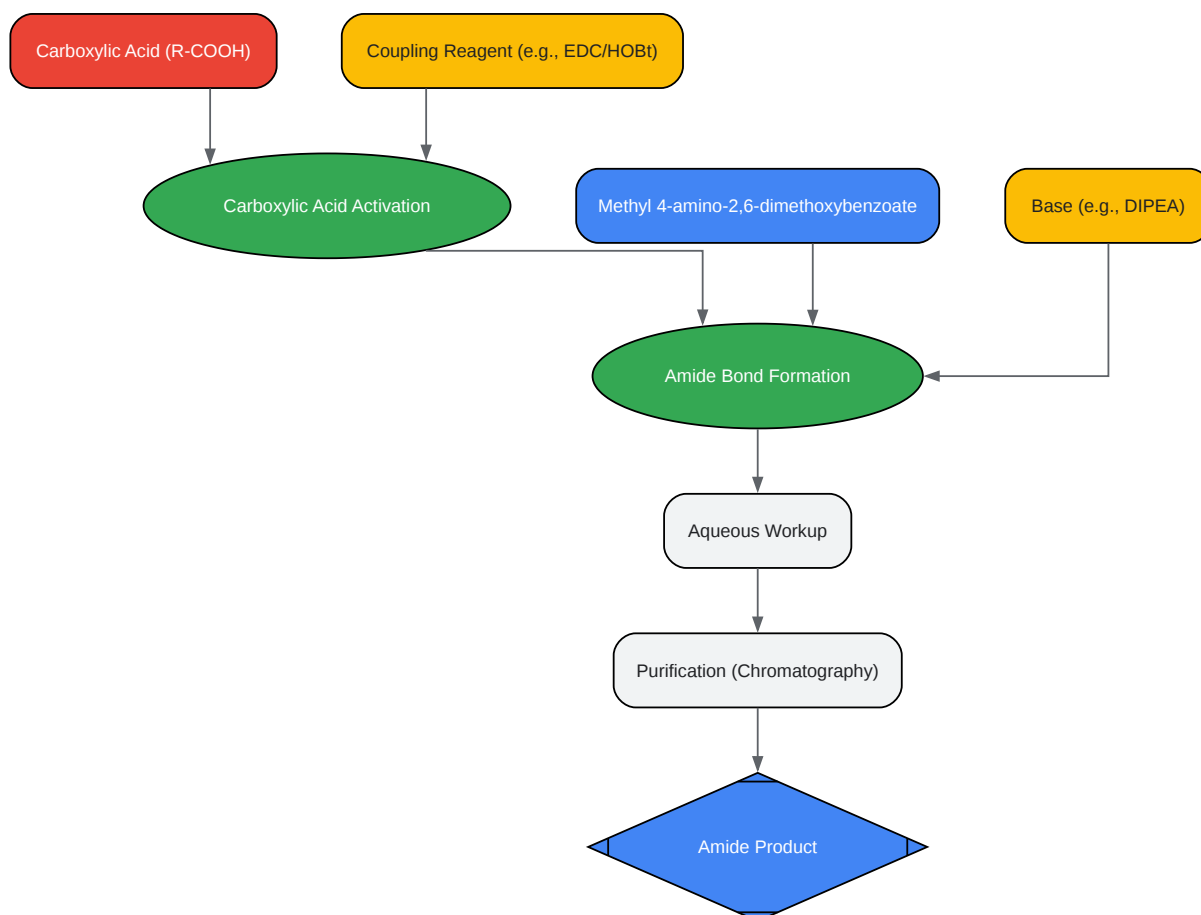 Carboxylic Acid (R-COOH)
Coupling Reagent (e.g., EDC/HOBt)
Carboxylic Acid Activation
Methyl 4-amino-2,6-dimethoxybenzoate
Base (e.g., DIPEA)
Amide Bond Formation
Aqueous Workup
Purification (Chromatography)
Amide Product